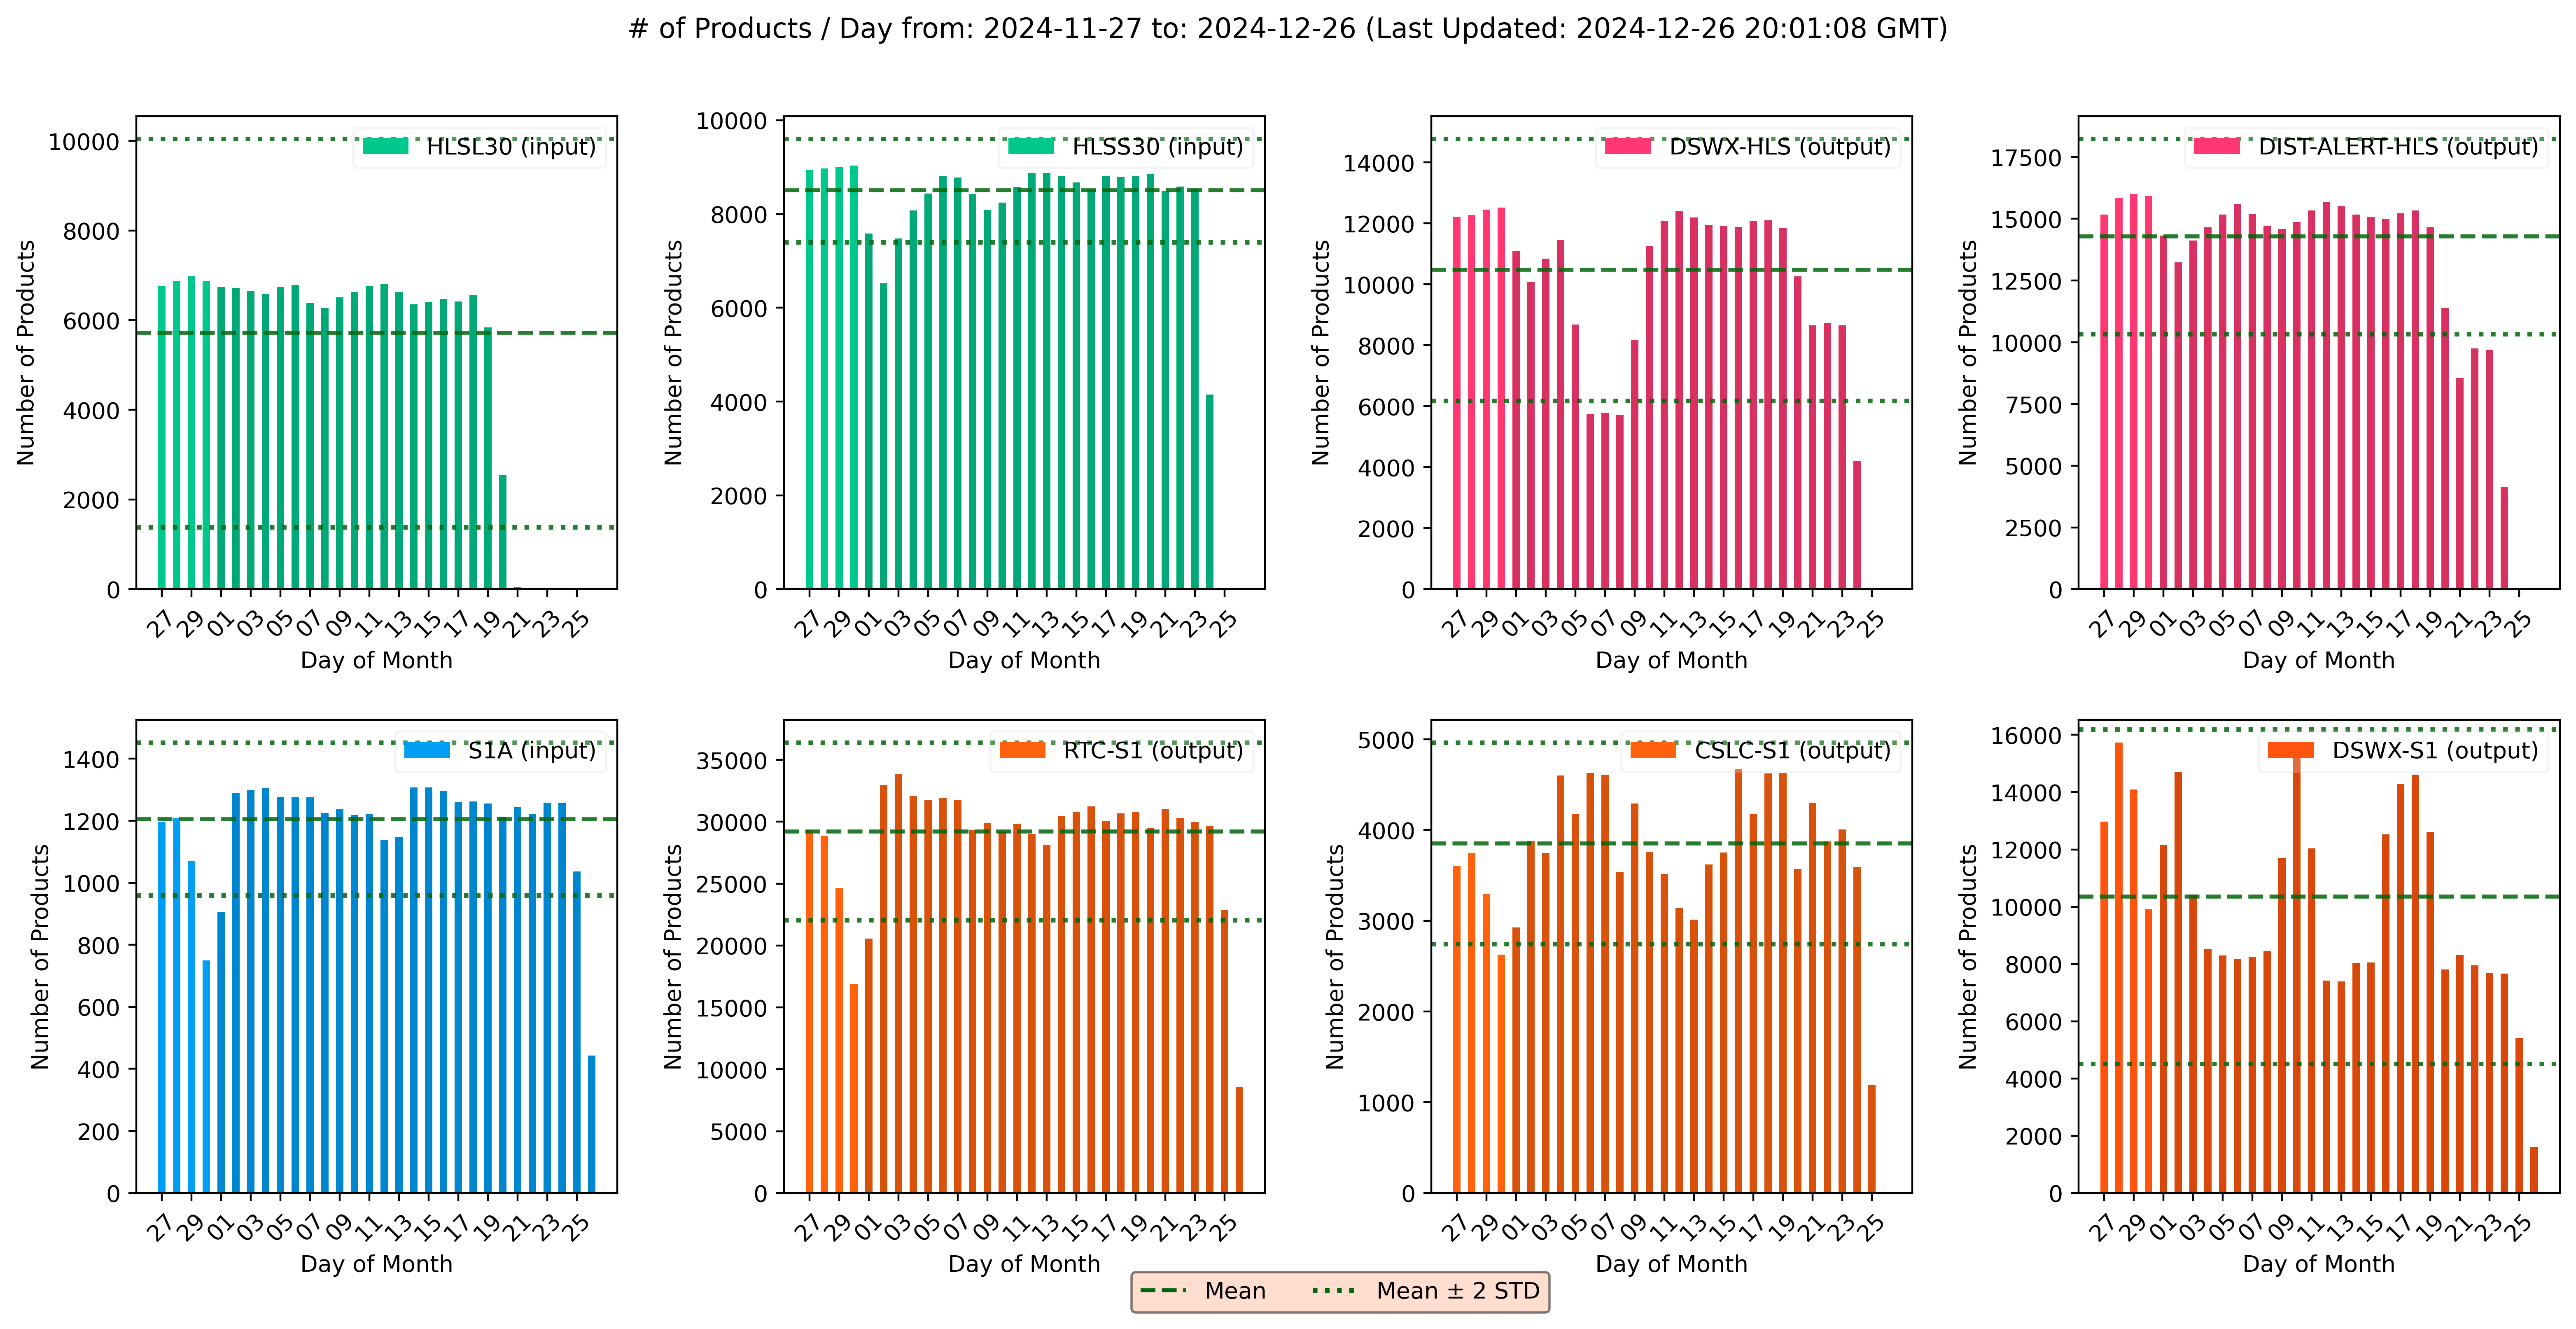 # of Products / Day from: 2024-11-27 to: 2024-12-26 (Last Updated: 2024-12-26 20:01:08 GMT)
HLSL30 (input)
Number of Products
10000
8000
6000
4000
2000
0
27 29 01 03 05 07 09 11 13 15 17 19 21 23 25
Day of Month
HLSS30 (input)
Number of Products
10000
8000
6000
4000
2000
0
27 29 01 03 05 07 09 11 13 15 17 19 21 23 25
Day of Month
DSWX-HLS (output)
Number of Products
14000
12000
10000
8000
6000
4000
2000
0
27 29 01 03 05 07 09 11 13 15 17 19 21 23 25
Day of Month
DIST-ALERT-HLS (output)
Number of Products
17500
15000
12500
10000
7500
5000
2500
0
27 29 01 03 05 07 09 11 13 15 17 19 21 23 25
Day of Month
S1A (input)
Number of Products
1400
1200
1000
800
600
400
200
0
27 29 01 03 05 07 09 11 13 15 17 19 21 23 25
Day of Month
RTC-S1 (output)
Number of Products
35000
30000
25000
20000
15000
10000
5000
0
27 29 01 03 05 07 09 11 13 15 17 19 21 23 25
Day of Month
CSLC-S1 (output)
Number of Products
5000
4000
3000
2000
1000
0
27 29 01 03 05 07 09 11 13 15 17 19 21 23 25
Day of Month
DSWX-S1 (output)
Number of Products
16000
14000
12000
10000
8000
6000
4000
2000
0
27 29 01 03 05 07 09 11 13 15 17 19 21 23 25
Day of Month
Mean
Mean ± 2 STD